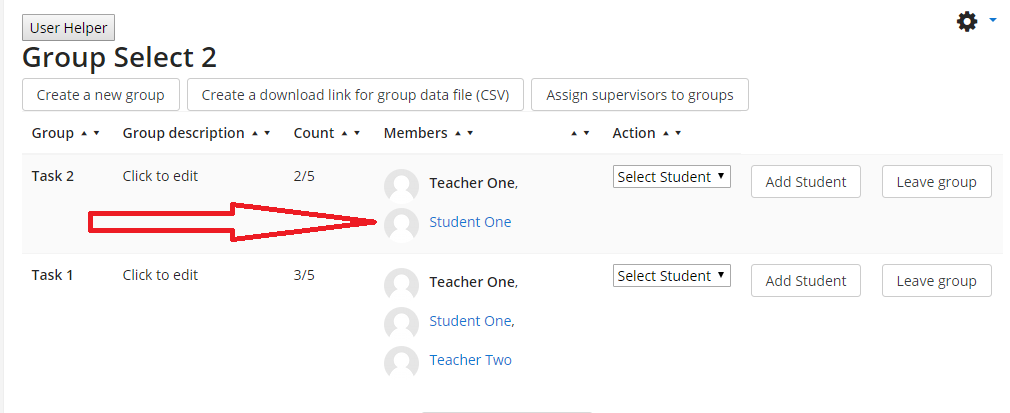 User Helper
Group Select 2
Create a new group Create a download link for group data file (CSV) Assign supervisors to groups
Group Group description Count Members Action
Task 2 Click to edit 2/5 Teacher One, Select Student Add Student Leave group
Student One
Task 1 Click to edit 3/5 Teacher One, Select Student Add Student Leave group
Student One,
Teacher Two